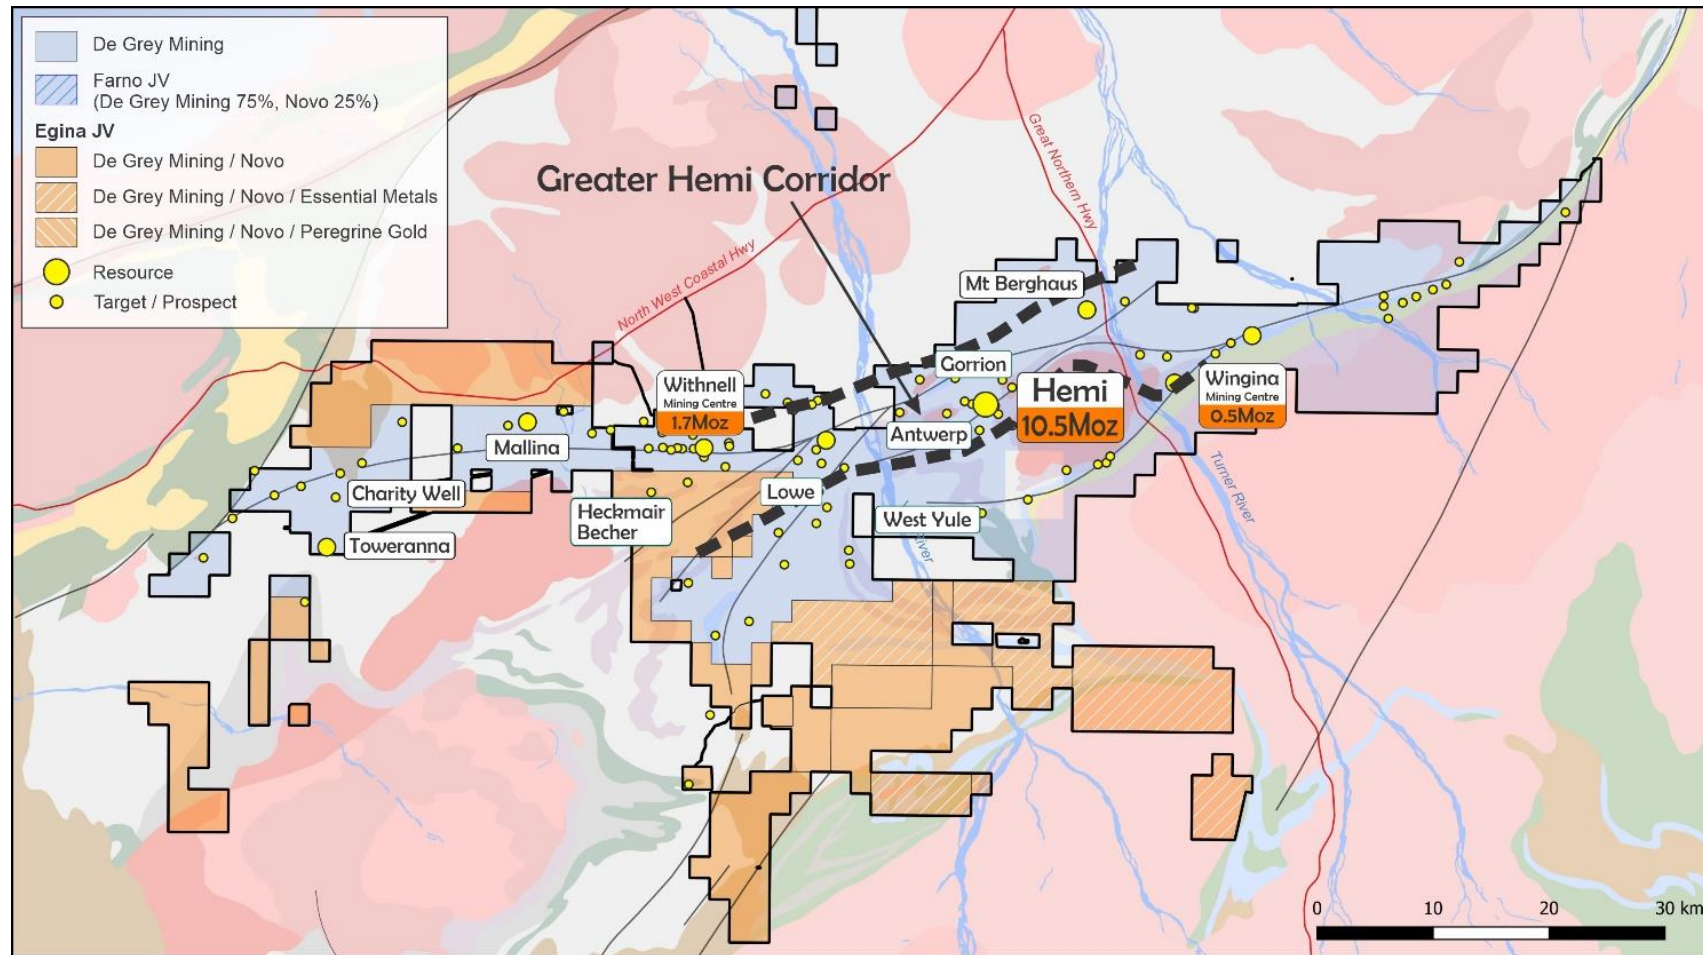 De Grey Mining
Farno JV
(De Grey Mining 75%, Novo 25%)
Egina JV
De Grey Mining / Novo
De Grey Mining / Novo / Essential Metals
De Grey Mining / Novo / Peregrine Gold
Resource
Target / Prospect
Greater Hemi Corridor
Great Northern Hwy
North West Coastal Hwy
Mt Berghaus
Gorrion
Withnell
Mining Centre
1.7Moz
Hemi
10.5Moz
Wingina
Mining Centre
0.5Moz
Mallina
Antwerp
Charity Well
Lowe
Heckmair
Becher
West Yule
Toweranna
River
Turner River
0
10
20
30 km